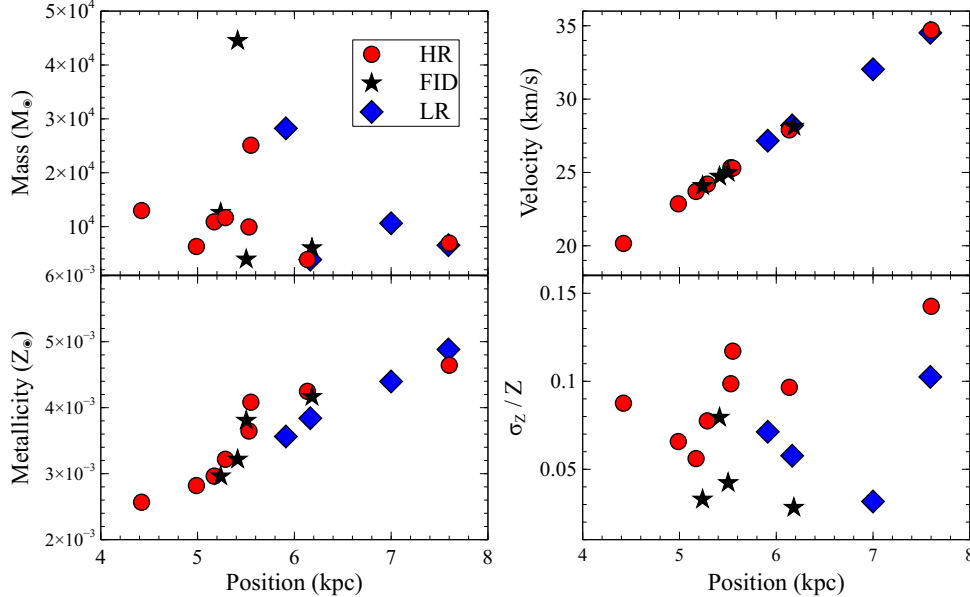 5×10⁴
4×10⁴
3×10⁴
2×10⁴
10⁴
Mass (M⊙)
HR
FID
LR
35
30
25
20
Velocity (km/s)
6×10⁻³
5×10⁻³
4×10⁻³
3×10⁻³
2×10⁻³
Metallicity (Z⊙)
4 5 6 7 8
Position (kpc)
0.15
0.1
0.05
σ_Z / Z
4 5 6 7 8
Position (kpc)